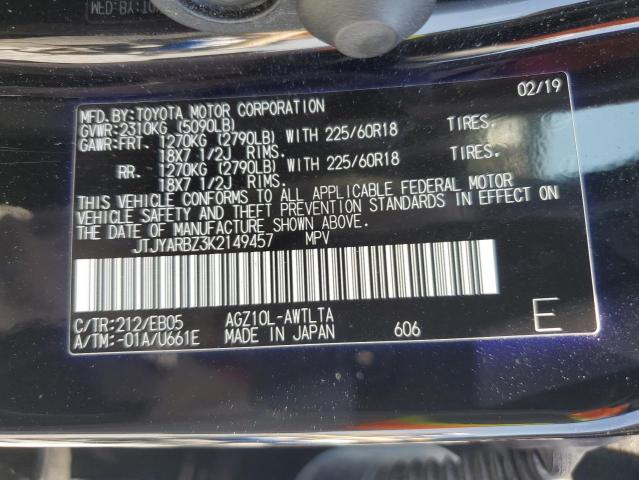 MFD. BY: TO
02/19
MFD. BY: TOYOTA MOTOR CORPORATION
GVWR: 2310KG (5090LB)
GAWR: FRT. 1270KG (2790LB) WITH 225/60R18 TIRES.
18X7 1/2J RIMS.
RR. 1270KG (2790LB) WITH 225/60R18 TIRES.
18X7 1/2J RIMS.
THIS VEHICLE CONFORMS TO ALL APPLICABLE FEDERAL MOTOR
VEHICLE SAFETY AND THEFT PREVENTION STANDARDS IN EFFECT ON
THE DATE OF MANUFACTURE SHOWN ABOVE.
JTJYARBZ3K2149457 MPV
C/TR: 212/EB05 AGZ10L-AWTLTA
A/TM: -01A/U661E MADE IN JAPAN 606 E